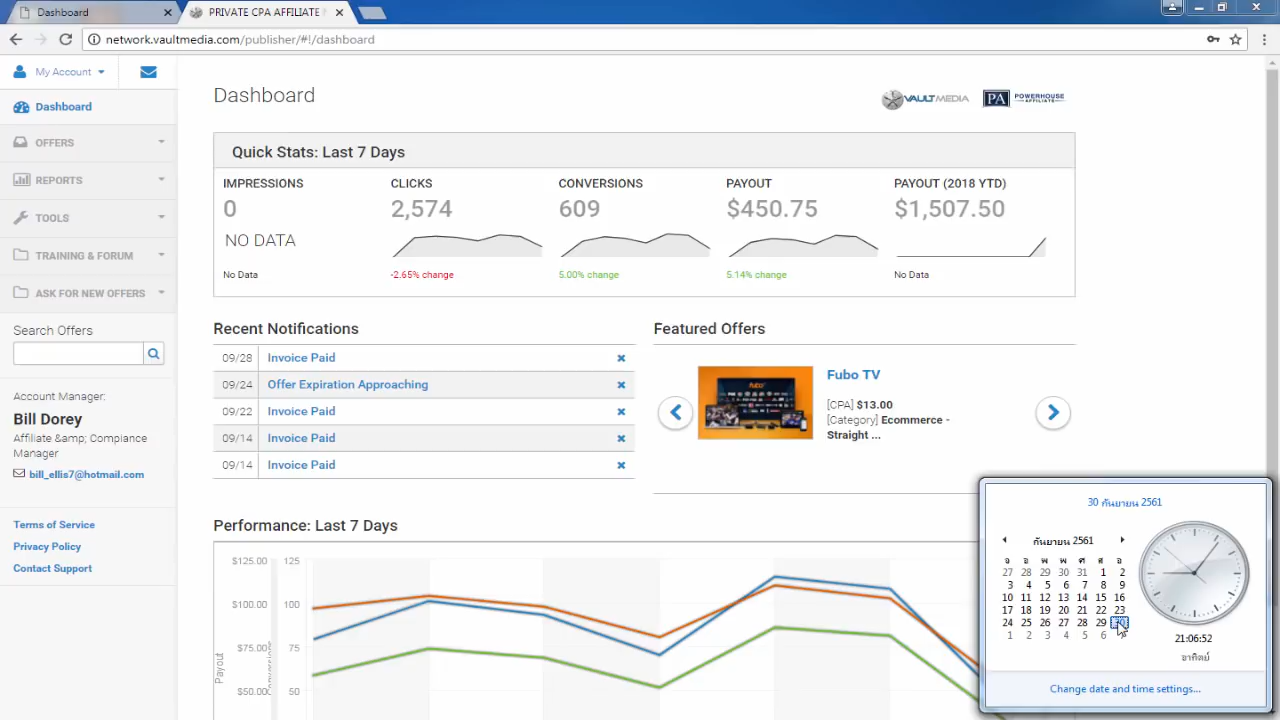 Dashboard
PRIVATE CPA AFFILIATE
network.vaultmedia.com/publisher/#!/dashboard
My Account
Dashboard
OFFERS
REPORTS
TOOLS
TRAINING & FORUM
ASK FOR NEW OFFERS
Search Offers
Account Manager:
Bill Dorey
Affiliate &amp; Compiance
Manager
bill_ellis7@hotmail.com
Terms of Service
Privacy Policy
Contact Support
Dashboard
VAULTMEDIA
PA POWERHOUSE
AFFILIATE
Quick Stats: Last 7 Days
IMPRESSIONS CLICKS CONVERSIONS PAYOUT PAYOUT (2018 YTD)
0 2,574 609 $450.75 $1,507.50
NO DATA
No Data -2.65% change 5.00% change 5.14% change No Data
Recent Notifications
09/28 Invoice Paid
09/24 Offer Expiration Approaching
09/22 Invoice Paid
09/14 Invoice Paid
09/14 Invoice Paid
Featured Offers
fubo
Fubo TV
[CPA] $13.00
[Category] Ecommerce -
Straight ...
Performance: Last 7 Days
$125.00 125
$100.00 100
$75.00 75
$50.00 50
Payout
30 กันยายน 2561
กันยายน 2561
จ อ พ พ ศ ส อ
27 28 29 30 31 1 2
3 4 5 6 7 8 9
10 11 12 13 14 15 16
17 18 19 20 21 22 23
24 25 26 27 28 29 30
1 2 3 4 5 6
21:06:52
อาทิตย์
Change date and time settings...